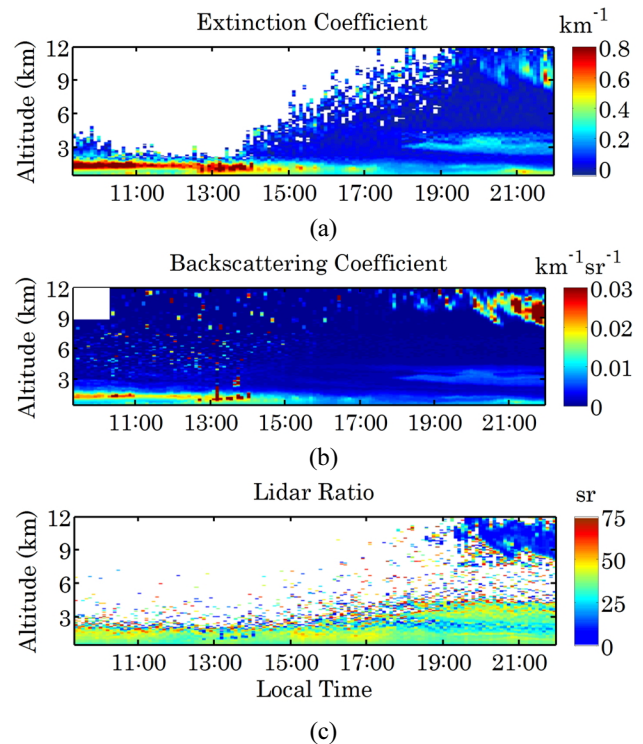 Extinction Coefficient km⁻¹
Altitude (km)
12
9
6
3
11:00 13:00 15:00 17:00 19:00 21:00
0.8
0.6
0.4
0.2
0
(a)
Backscattering Coefficient km⁻¹sr⁻¹
Altitude (km)
12
9
6
3
11:00 13:00 15:00 17:00 19:00 21:00
0.03
0.02
0.01
0
(b)
Lidar Ratio sr
Altitude (km)
12
9
6
3
11:00 13:00 15:00 17:00 19:00 21:00
Local Time
75
50
25
0
(c)